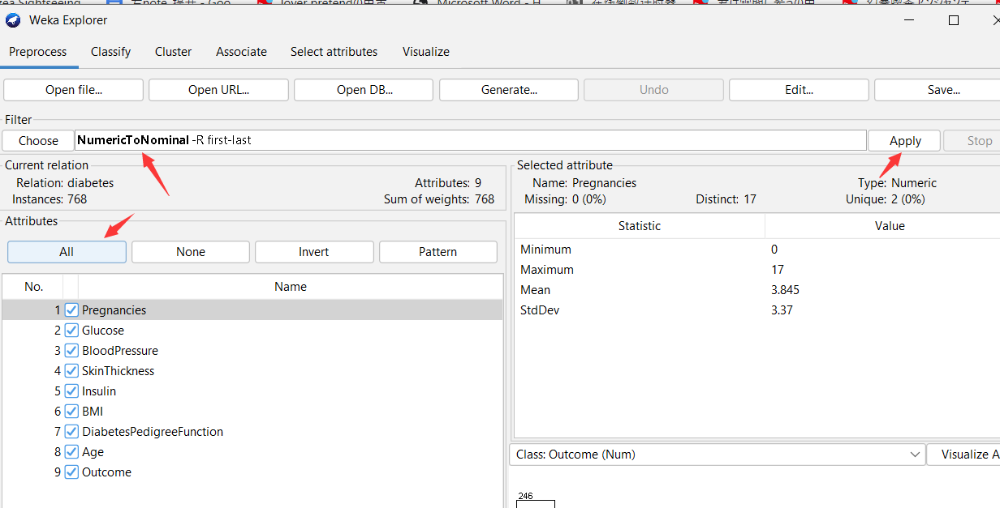 Weka Explorer
Preprocess Classify Cluster Associate Select attributes Visualize
Open file... Open URL... Open DB... Generate... Undo Edit... Save...
Filter
Choose NumericToNominal -R first-last Apply Stop
Current relation
Relation: diabetes Attributes: 9
Instances: 768 Sum of weights: 768
Attributes
All None Invert Pattern
No. Name
1 Pregnancies
2 Glucose
3 BloodPressure
4 SkinThickness
5 Insulin
6 BMI
7 DiabetesPedigreeFunction
8 Age
9 Outcome
Selected attribute
Name: Pregnancies Type: Numeric
Missing: 0 (0%) Distinct: 17 Unique: 2 (0%)
Statistic Value
Minimum 0
Maximum 17
Mean 3.845
StdDev 3.37
Class: Outcome (Num) Visualize A
246